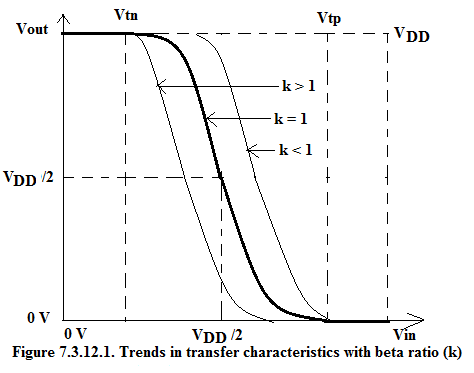 Vtn
Vtp
Vout
VDD
k > 1
k = 1
k < 1
VDD /2
0 V
0 V
VDD /2
Vin
Figure 7.3.12.1. Trends in transfer characteristics with beta ratio (k)